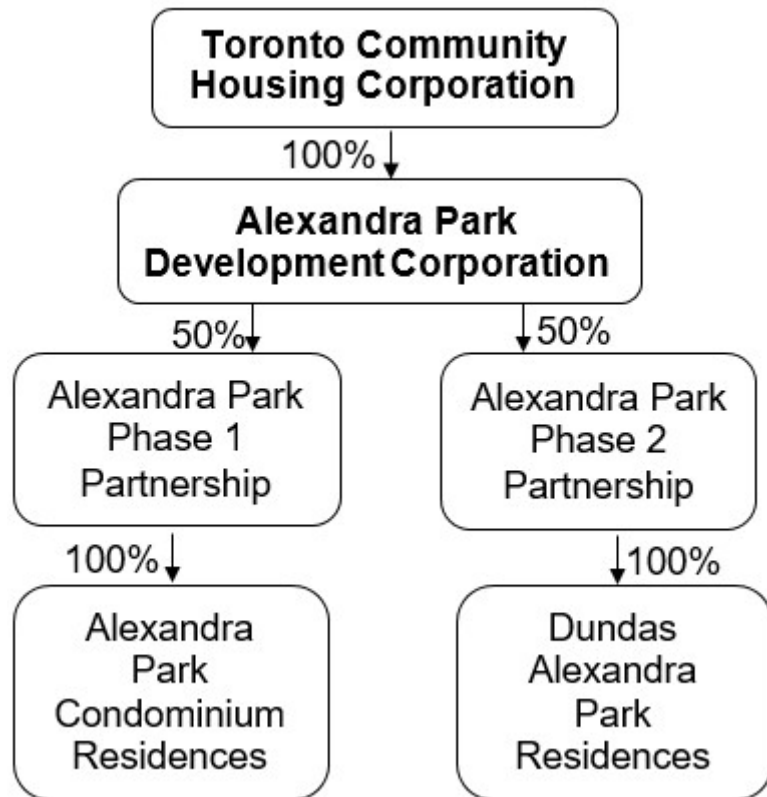 Toronto Community
Housing Corporation
100%
Alexandra Park
Development Corporation
50%
50%
Alexandra Park
Phase 1
Partnership
Alexandra Park
Phase 2
Partnership
100%
100%
Alexandra
Park
Condominium
Residences
Dundas
Alexandra
Park
Residences